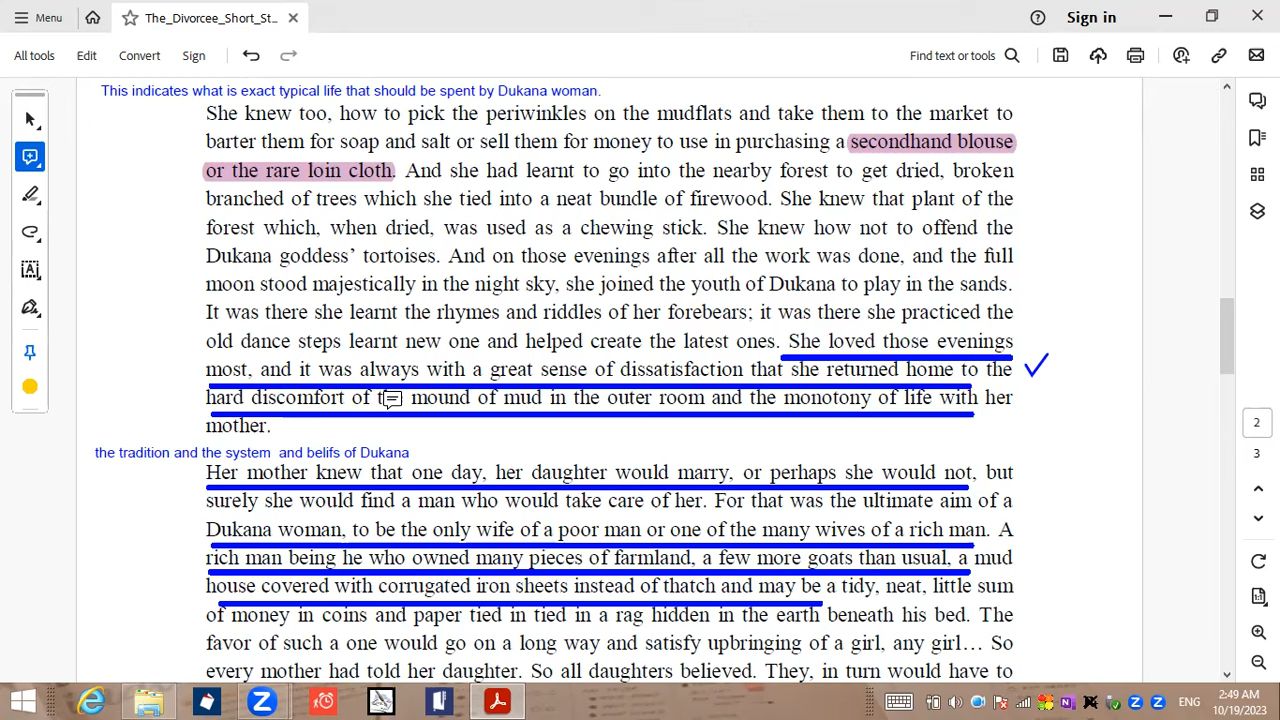 Menu
The_Divorcee_Short_St...
Sign in
All tools
Edit
Convert
Sign
Find text or tools
This indicates what is exact typical life that should be spent by Dukana woman.
She knew too, how to pick the periwinkles on the mudflats and take them to the market to
barter them for soap and salt or sell them for money to use in purchasing a secondhand blouse
or the rare loin cloth. And she had learnt to go into the nearby forest to get dried, broken
branched of trees which she tied into a neat bundle of firewood. She knew that plant of the
forest which, when dried, was used as a chewing stick. She knew how not to offend the
Dukana goddess’ tortoises. And on those evenings after all the work was done, and the full
moon stood majestically in the night sky, she joined the youth of Dukana to play in the sands.
It was there she learnt the rhymes and riddles of her forebears; it was there she practiced the
old dance steps learnt new one and helped create the latest ones. She loved those evenings
most, and it was always with a great sense of dissatisfaction that she returned home to the
hard discomfort of mound of mud in the outer room and the monotony of life with her
mother.
the tradition and the system and belifs of Dukana
Her mother knew that one day, her daughter would marry, or perhaps she would not, but
surely she would find a man who would take care of her. For that was the ultimate aim of a
Dukana woman, to be the only wife of a poor man or one of the many wives of a rich man. A
rich man being he who owned many pieces of farmland, a few more goats than usual, a mud
house covered with corrugated iron sheets instead of thatch and may be a tidy, neat, little sum
of money in coins and paper tied in tied in a rag hidden in the earth beneath his bed. The
favor of such a one would go on a long way and satisfy upbringing of a girl, any girl… So
every mother had told her daughter. So all daughters believed. They, in turn would have to
2
3
ENG
2:49 AM
10/19/2023